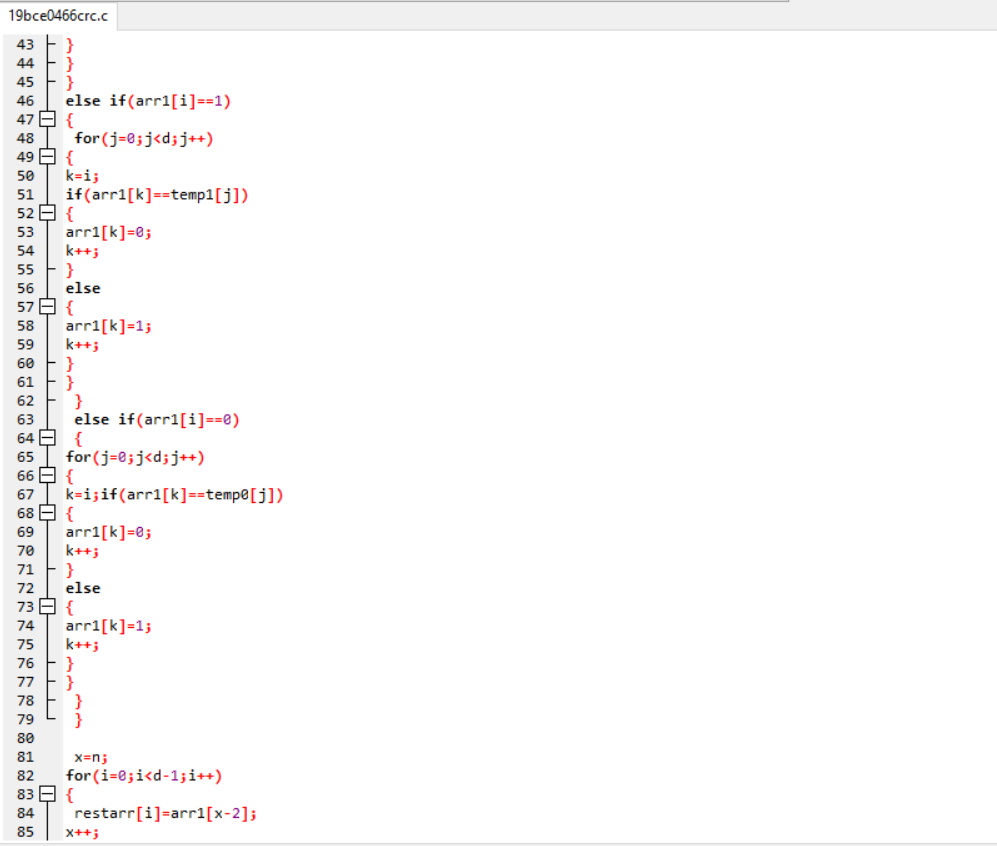 19bce0466crc.c
43 }
44 }
45 }
46 else if(arr1[i]==1)
47 {
48 for(j=0;j<d;j++)
49 {
50 k=i;
51 if(arr1[k]==temp1[j])
52 {
53 arr1[k]=0;
54 k++;
55 }
56 else
57 {
58 arr1[k]=1;
59 k++;
60 }
61 }
62 }
63 else if(arr1[i]==0)
64 {
65 for(j=0;j<d;j++)
66 {
67 k=i;if(arr1[k]==temp0[j])
68 {
69 arr1[k]=0;
70 k++;
71 }
72 else
73 {
74 arr1[k]=1;
75 k++;
76 }
77 }
78 }
79 }
80
81 x=n;
82 for(i=0;i<d-1;i++)
83 {
84 restarr[i]=arr1[x-2];
85 x++;